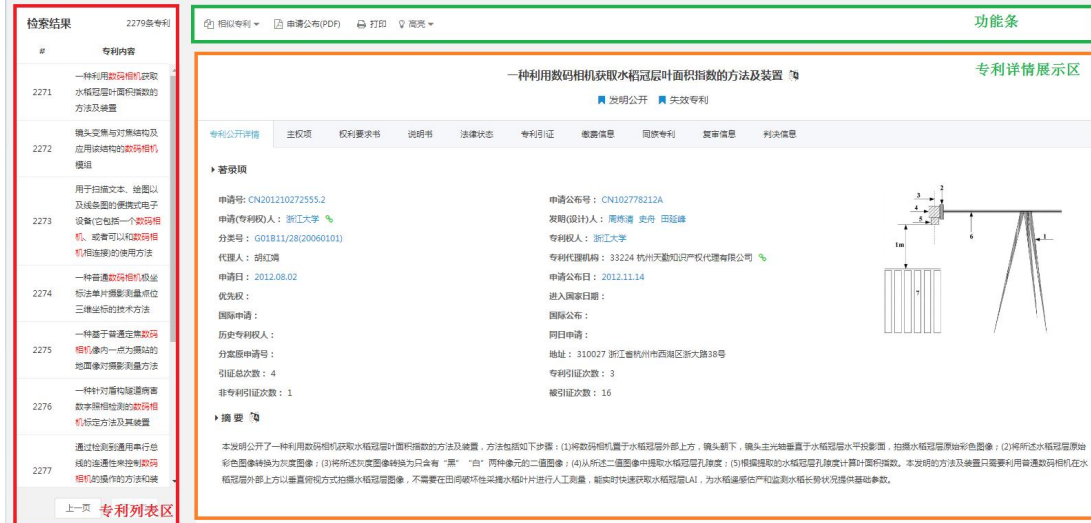 检索结果 2279条专利
# 专利内容
2271 一种利用数码相机获取
水稻冠层叶面积指数的
方法及装置
2272 镜头变焦与对焦结构及
应用该结构的数码相机
模组
2273 用于扫描文本、绘图以
及线条图的便携式电子
设备(它包括一个数码相
机、或者可以和数码相
机相连接)的使用方法
2274 一种普通数码相机极坐
标法单片摄影测量点位
三维坐标的技术方法
2275 一种基于普通定焦数码
相机像内一点为摄站的
地面像对摄影测量方法
2276 一种针对盾构隧道病害
数字照相检测的数码相
机标定方法及其装置
2277 通过检测到通用串行总
线的连通性来控制数码
相机的操作的方法和装
上一页
专利列表区
相似专利 申请公布(PDF) 打印 高亮
功能条
一种利用数码相机获取水稻冠层叶面积指数的方法及装置
专利详情展示区
发明公开 失效专利
专利公开详情 主权项 权利要求书 说明书 法律状态 专利引证 缴费信息 同族专利 复审信息 判决信息
著录项
申请号: CN201210272555.2 申请公布号: CN102778212A
申请(专利权)人: 浙江大学 发明(设计)人: 周炼清 史舟 田延峰
分类号: G01B11/28(20060101) 专利权人: 浙江大学
代理人: 胡红娟 专利代理机构: 33224 杭州天勤知识产权代理有限公司
申请日: 2012.08.02 申请公布日: 2012.11.14
优先权: 进入国家日期:
国际申请: 国际公布:
历史专利权人: 同日申请:
分案原申请号: 地址: 310027 浙江省杭州市西湖区浙大路38号
引证总次数: 4 专利引证次数: 3
非专利引证次数: 1 被引证次数: 16
3 2
4
5
1m
6 1
7
摘要
本发明公开了一种利用数码相机获取水稻冠层叶面积指数的方法及装置，方法包括如下步骤：(1)将数码相机置于水稻冠层外部上方，镜头朝下，镜头主光轴垂直于水稻冠层水平投影面，拍摄水稻冠层原始彩色图像；(2)将所述水稻冠层原始
彩色图像转换为灰度图像；(3)将所述灰度图像转换为只含有“黑”“白”两种像元的二值图像；(4)从所述二值图像中提取水稻冠层孔隙度；(5)根据提取的水稻冠层孔隙度计算叶面积指数。本发明的方法及装置只需要利用普通数码相机在水
稻冠层外部上方以垂直俯视方式拍摄水稻冠层图像，不需要在田间破坏性采摘水稻叶片进行人工测量，能实时快速获取水稻冠层LAI，为水稻遥感估产和监测水稻长势状况提供基础参数。